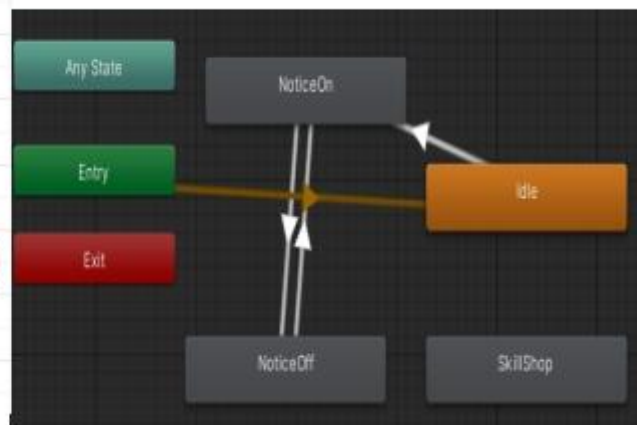 Any State
NoticeOn
Entry
Idle
Exit
NoticeOff
SkillShop